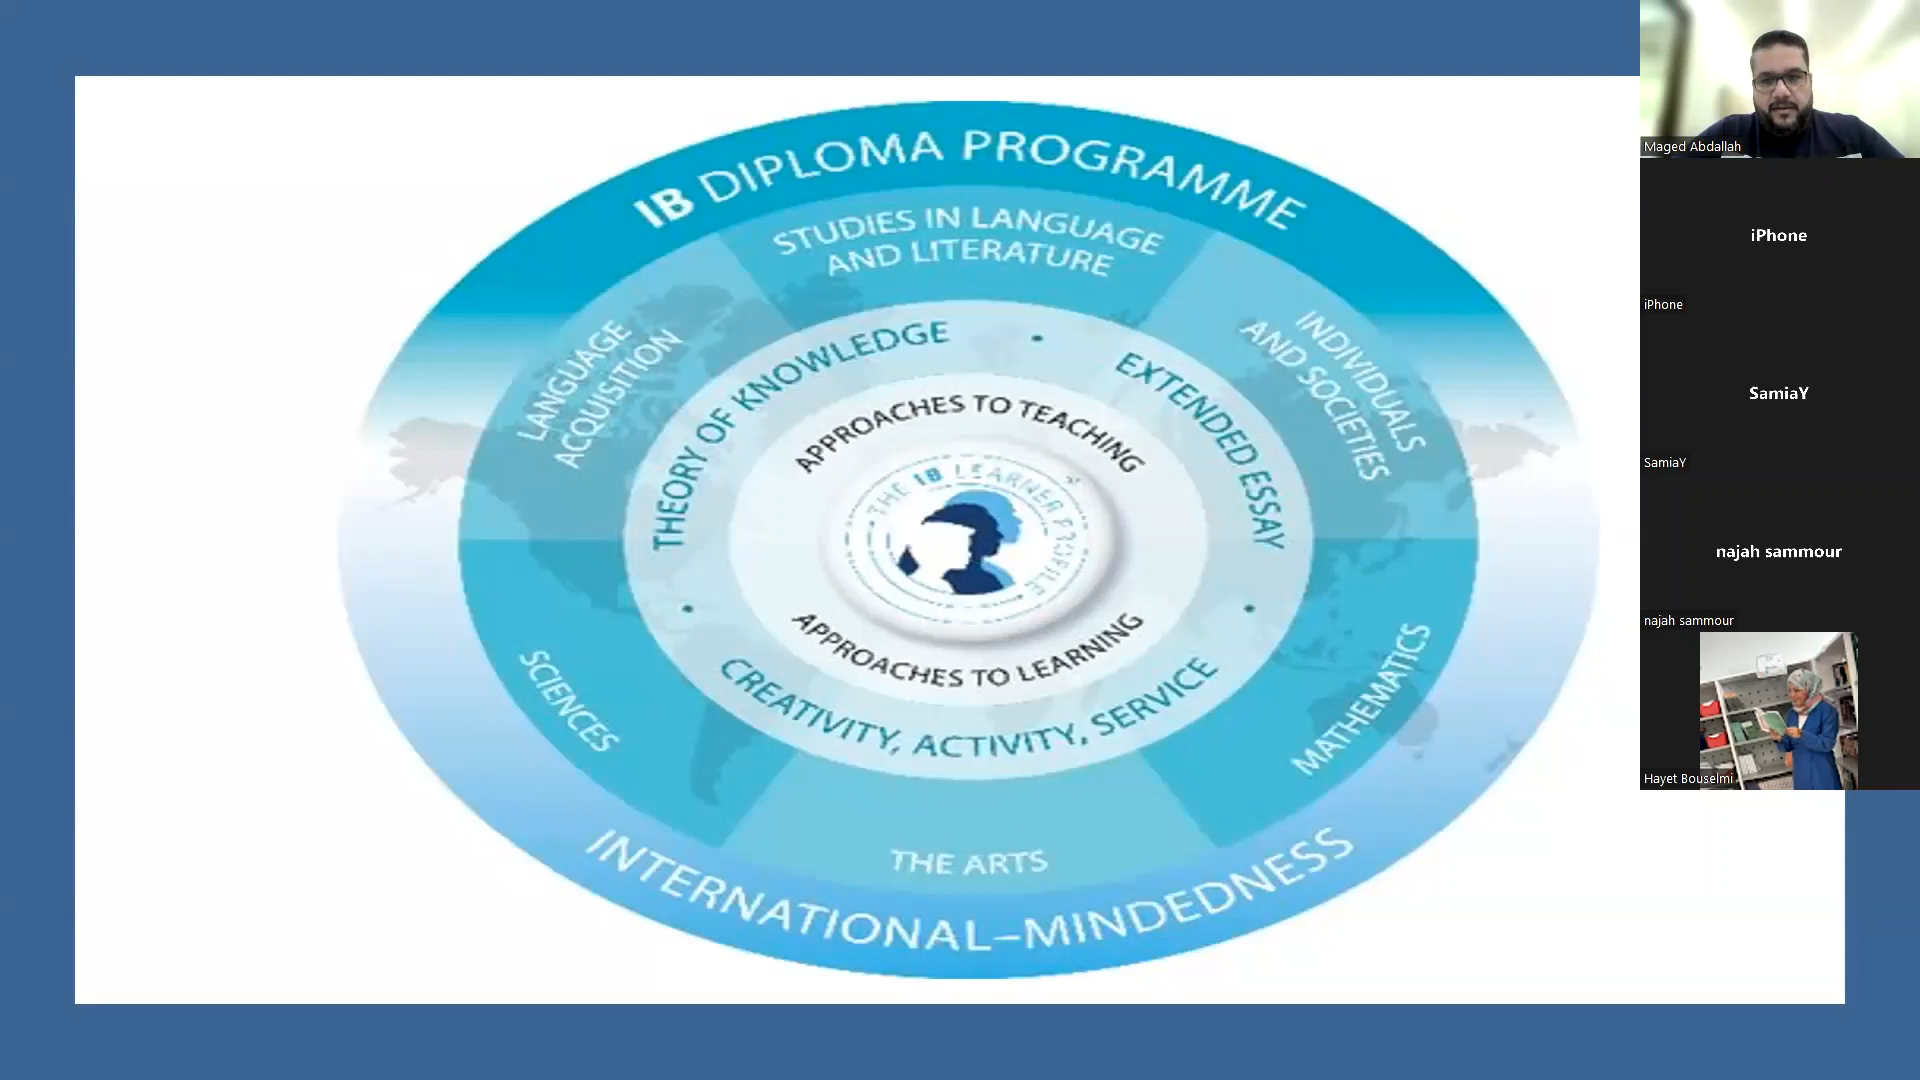 IB DIPLOMA PROGRAMME
STUDIES IN LANGUAGE
AND LITERATURE
LANGUAGE
ACQUISITION
INDIVIDUALS
AND SOCIETIES
THEORY OF KNOWLEDGE
EXTENDED ESSAY
APPROACHES TO TEACHING
THE IB LEARNER PROFILE
APPROACHES TO LEARNING
CREATIVITY, ACTIVITY, SERVICE
SCIENCES
MATHEMATICS
THE ARTS
INTERNATIONAL–MINDEDNESS
Maged Abdallah
iPhone
iPhone
SamiaY
SamiaY
najah sammour
najah sammour
Hayet Bouselmi